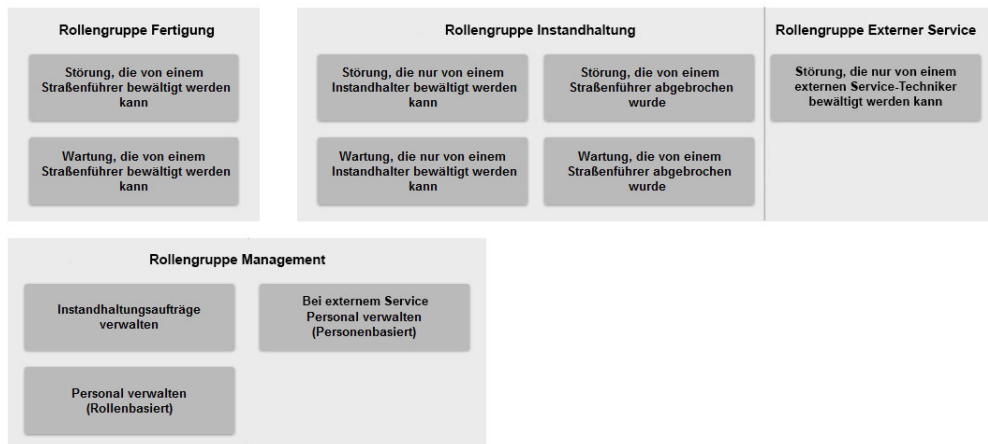 Rollengruppe Fertigung
Störung, die von einem
Straßenführer bewältigt werden
kann
Wartung, die von einem
Straßenführer bewältigt werden
kann
Rollengruppe Instandhaltung
Störung, die nur von einem
Instandhalter bewältigt werden
kann
Störung, die von einem
Straßenführer abgebrochen
wurde
Wartung, die nur von einem
Instandhalter bewältigt werden
kann
Wartung, die von einem
Straßenführer abgebrochen
wurde
Rollengruppe Externer Service
Störung, die nur von einem
externen Service-Techniker
bewältigt werden kann
Rollengruppe Management
Instandhaltungsaufträge
verwalten
Bei externem Service
Personal verwalten
(Personenbasiert)
Personal verwalten
(Rollenbasiert)